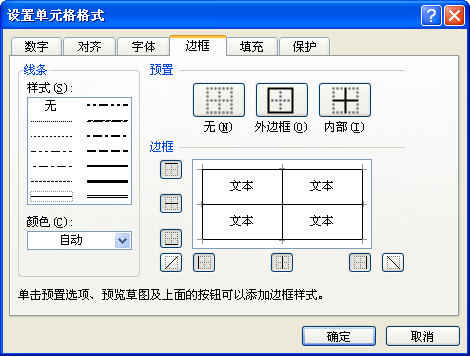 设置单元格格式
数字 对齐 字体 边框 填充 保护
线条
样式(S):
无
颜色(C):
自动
预置
无(N) 外边框(O) 内部(I)
边框
文本 文本
文本 文本
单击预置选项、预览草图及上面的按钮可以添加边框样式。
确定 取消